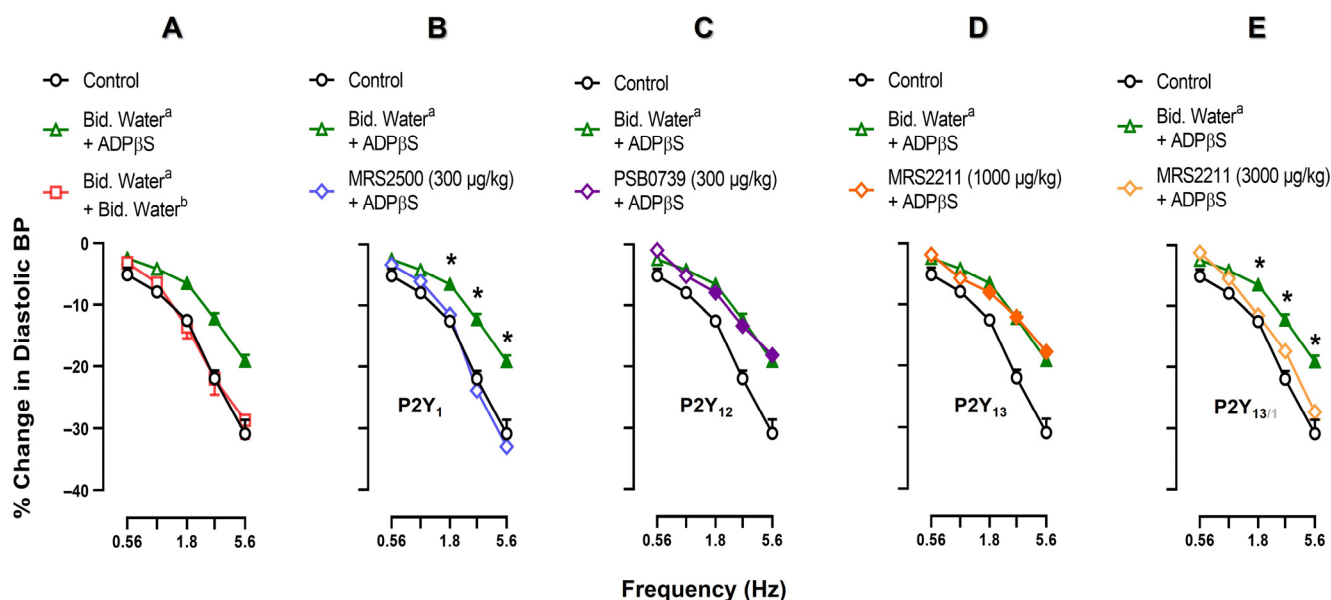 A
Control
Bid. Waterᵃ
+ ADPβS
Bid. Waterᵃ
+ Bid. Waterᵇ
B
Control
Bid. Waterᵃ
+ ADPβS
MRS2500 (300 µg/kg)
+ ADPβS
C
Control
Bid. Waterᵃ
+ ADPβS
PSB0739 (300 µg/kg)
+ ADPβS
D
Control
Bid. Waterᵃ
+ ADPβS
MRS2211 (1000 µg/kg)
+ ADPβS
E
Control
Bid. Waterᵃ
+ ADPβS
MRS2211 (3000 µg/kg)
+ ADPβS
% Change in Diastolic BP
0
−10
−20
−30
−40
0.56 1.8 5.6
* * *
P2Y₁
0.56 1.8 5.6
P2Y₁₂
0.56 1.8 5.6
P2Y₁₃
0.56 1.8 5.6
* * *
P2Y₁₃/₁
0.56 1.8 5.6
Frequency (Hz)